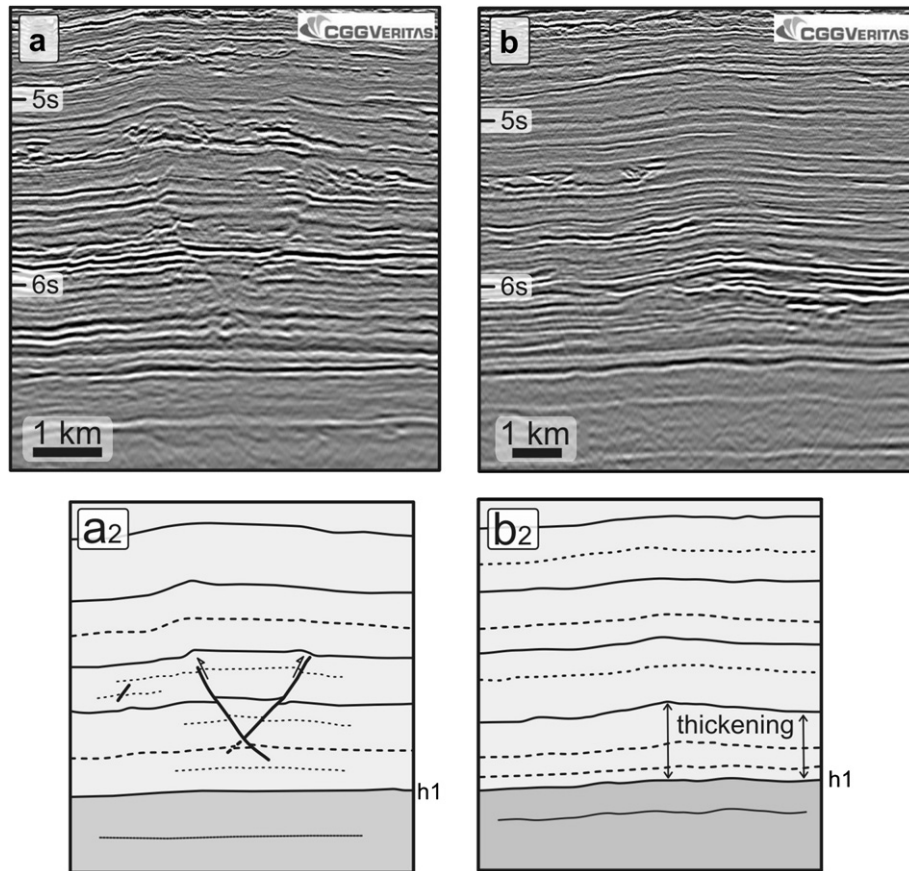 a
CGGVERITAS
5s
6s
1 km
b
CGGVERITAS
5s
6s
1 km
a2
h1
b2
thickening
h1